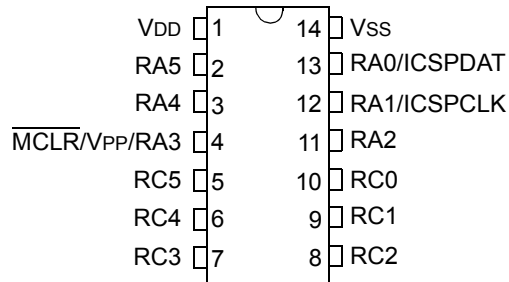 VDD 1 14 VSS
RA5 2 13 RA0/ICSPDAT
RA4 3 12 RA1/ICSPCLK
MCLR/VPP/RA3 4 11 RA2
RC5 5 10 RC0
RC4 6 9 RC1
RC3 7 8 RC2